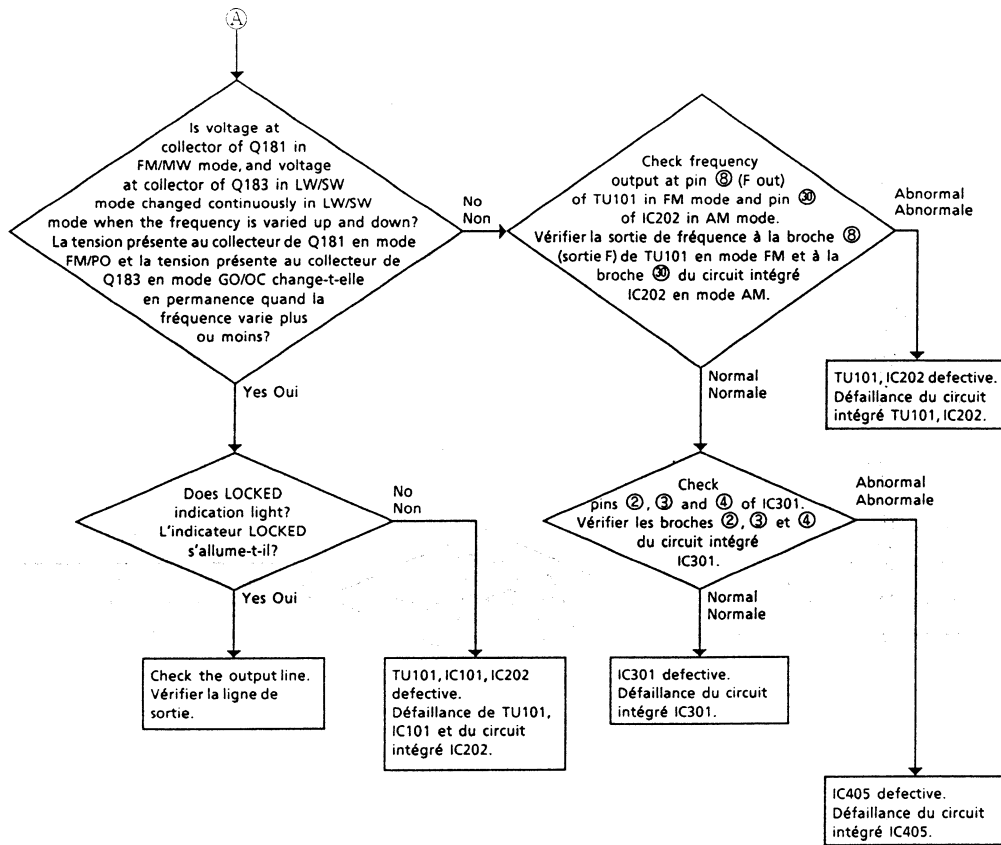 Ⓐ
Is voltage at
collector of Q181 in
FM/MW mode, and voltage
at collector of Q183 in LW/SW
mode changed continuously in LW/SW
mode when the frequency is varied up and down?
La tension présente au collecteur de Q181 en mode
FM/PO et la tension présente au collecteur de
Q183 en mode GO/OC change-t-elle
en permanence quand la
fréquence varie plus
ou moins?
No
Non
Check frequency
output at pin ⑧ (F out)
of TU101 in FM mode and pin ㉚
of IC202 in AM mode.
Vérifier la sortie de fréquence à la broche ⑧
(sortie F) de TU101 en mode FM et à la
broche ㉚ du circuit intégré
IC202 en mode AM.
Abnormal
Abnormale
TU101, IC202 defective.
Défaillance du circuit
intégré TU101, IC202.
Yes Oui
Normal
Normale
Does LOCKED
indication light?
L'indicateur LOCKED
s'allume-t-il?
No
Non
Check
pins ②, ③ and ④ of IC301.
Vérifier les broches ②, ③ et ④
du circuit intégré
IC301.
Abnormal
Abnormale
Yes Oui
Normal
Normale
Check the output line.
Vérifier la ligne de
sortie.
TU101, IC101, IC202
defective.
Défaillance de TU101,
IC101 et du circuit
intégré IC202.
IC301 defective.
Défaillance du circuit
intégré IC301.
IC405 defective.
Défaillance du circuit
intégré IC405.